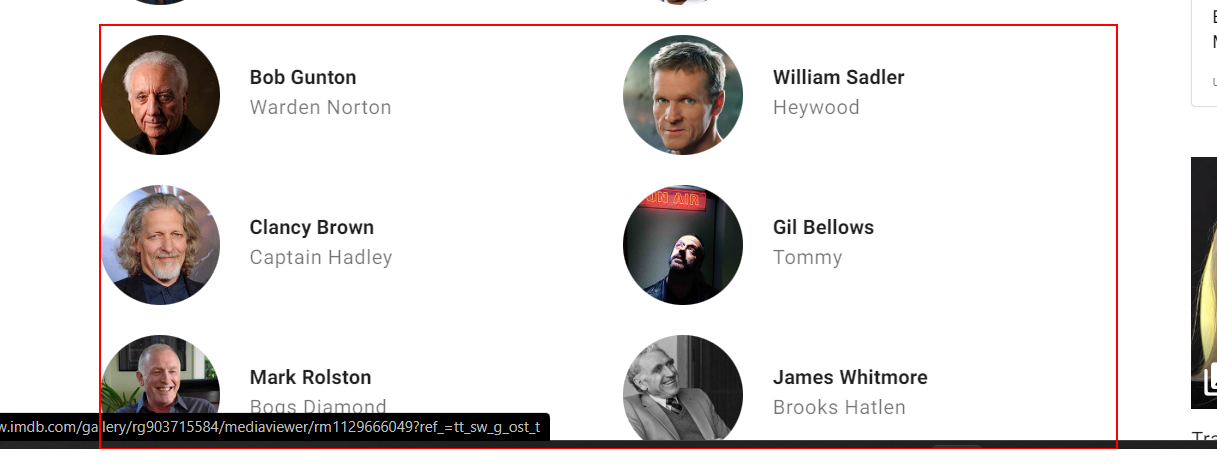 Bob Gunton
Warden Norton
William Sadler
Heywood
Clancy Brown
Captain Hadley
ON AIR
Gil Bellows
Tommy
Mark Rolston
Bogs Diamond
James Whitmore
Brooks Hatlen
w.imdb.com/gallery/rg903715584/mediaviewer/rm1129666049?ref_=tt_sw_g_ost_t